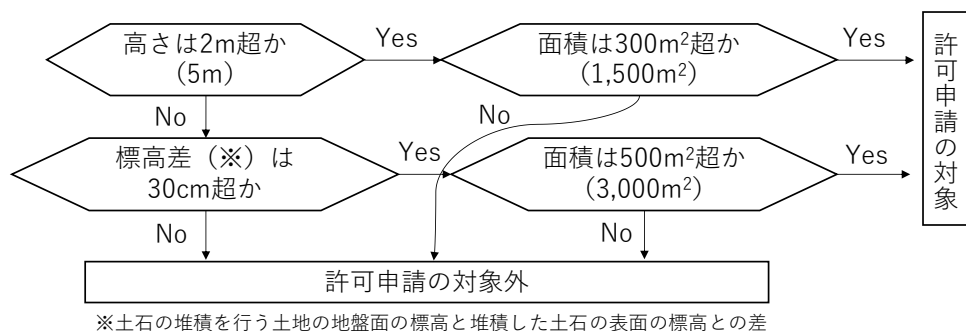 高さは2m超か
(5m)
Yes
面積は300m²超か
(1,500m²)
Yes
No
No
標高差（※）は
30cm超か
Yes
面積は500m²超か
(3,000m²)
Yes
No
No
許可申請の対象
許可申請の対象外
※土石の堆積を行う土地の地盤面の標高と堆積した土石の表面の標高との差